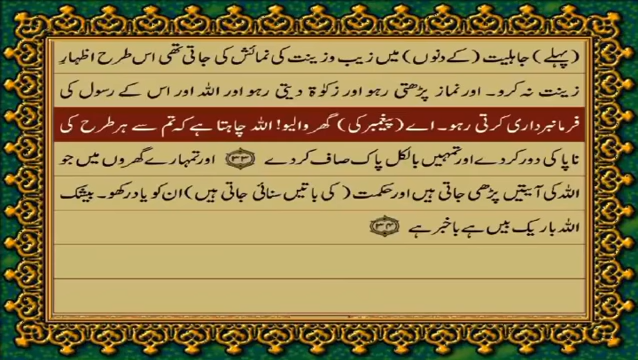 (پہلے) جاہلیت (کے دنوں) میں زیب وزینت کی نمائش کی جاتی تھی اس طرح اظہارِ
زینت نہ کرو۔ اور نماز پڑھتی رہو اور زکوٰۃ دیتی رہو اور اللہ اور اس کے رسول کی
فرمانبرداری کرتی رہو۔ اے (پیغمبر کی) گھر والیو! اللہ چاہتا ہے کہ تم سے ہر طرح کی
ناپاکی دور کردے اور تمہیں بالکل پاک صاف کردے ۳۳ اور تمہارے گھروں میں جو
اللہ کی آیتیں پڑھی جاتی ہیں اور حکمت (کی باتیں سنائی جاتی ہیں) ان کو یاد رکھو۔ بیشک
اللہ باریک بیں ہے باخبر ہے ۳۴